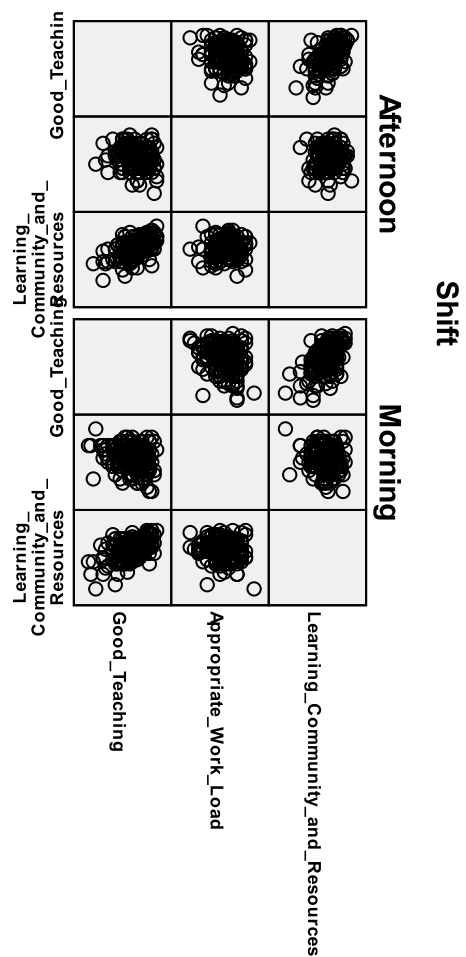 Good_Teachin
Learning_
Community_and_
Resources
Good_Teaching
Learning_
Community_and_
Resources
Afternoon
Morning
Shift
Good_Teaching
Appropriate_Work_Load
Learning_Community_and_Resources